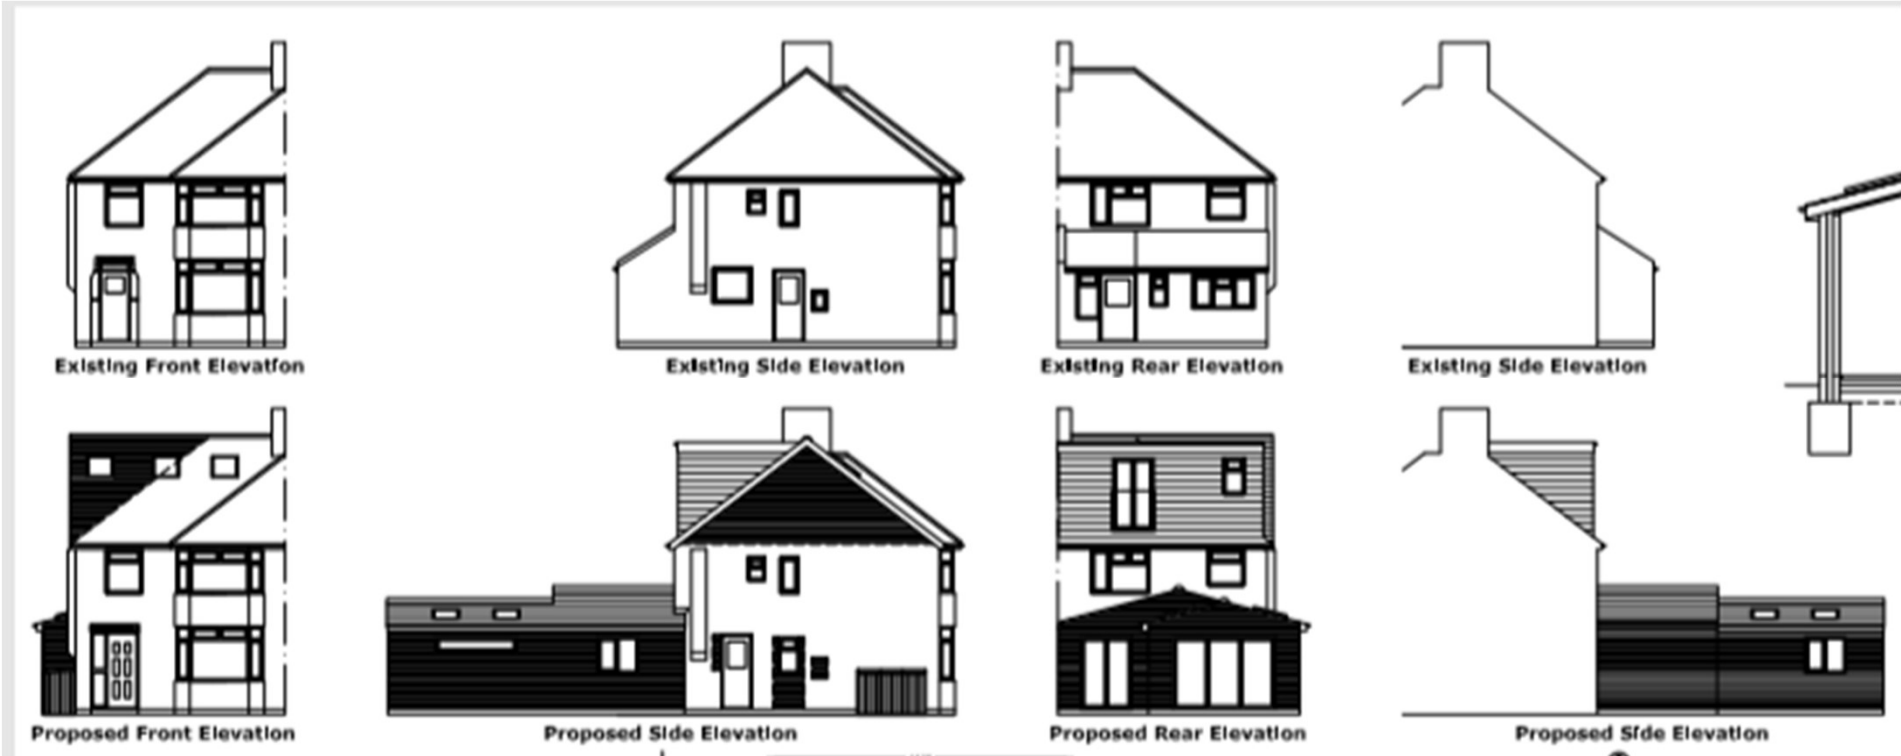 Existing Front Elevation
Existing Side Elevation
Existing Rear Elevation
Existing Side Elevation
Proposed Front Elevation
Proposed Side Elevation
Proposed Rear Elevation
Proposed Side Elevation